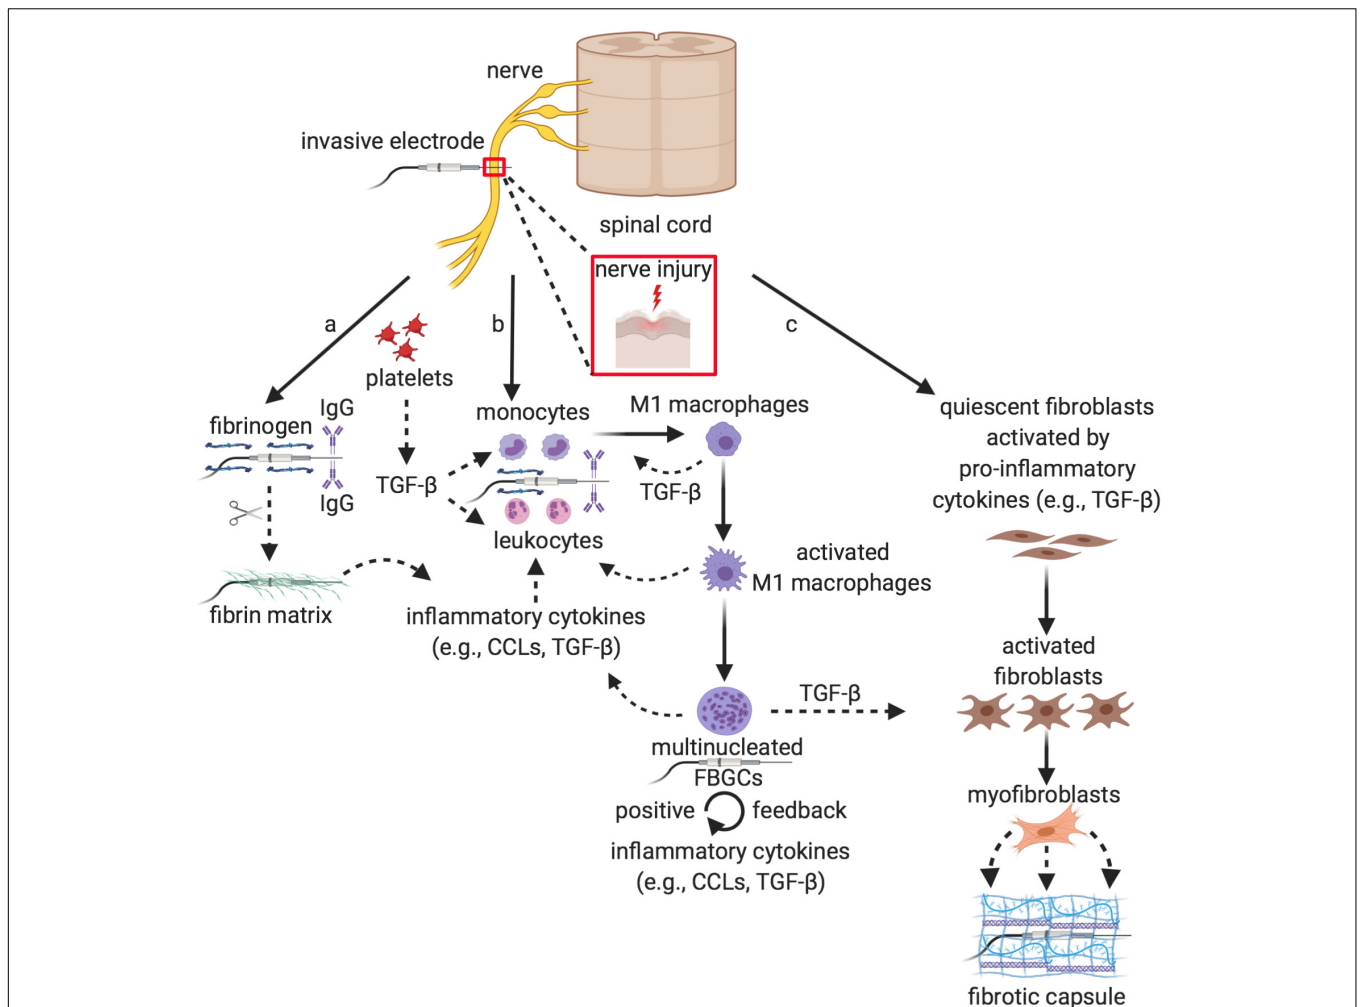 nerve
invasive electrode
spinal cord
nerve injury
a
b
c
platelets
IgG
fibrinogen
IgG
TGF-β
monocytes
leukocytes
M1 macrophages
TGF-β
activated
M1 macrophages
fibrin matrix
inflammatory cytokines
(e.g., CCLs, TGF-β)
TGF-β
multinucleated
FBGCs
positive feedback
inflammatory cytokines
(e.g., CCLs, TGF-β)
quiescent fibroblasts
activated by
pro-inflammatory
cytokines (e.g., TGF-β)
activated
fibroblasts
myofibroblasts
fibrotic capsule